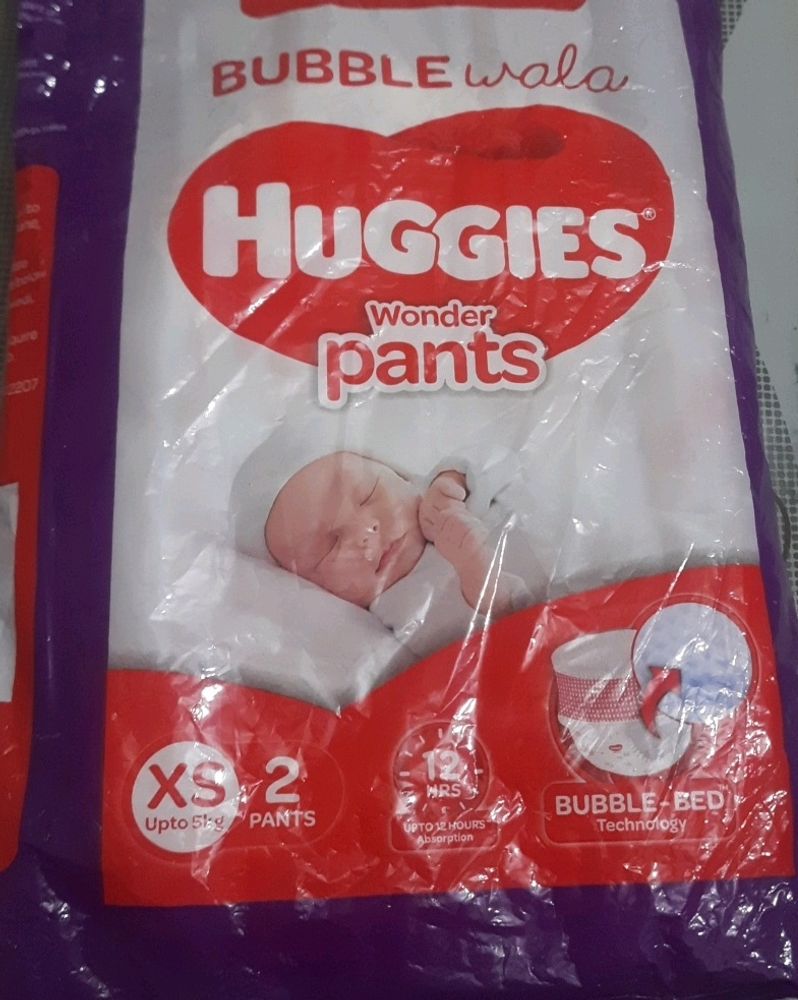 BUBBLE wala
HUGGIES®
Wonder
pants
XS
Upto 5kg
2
PANTS
12
HRS
UPTO 12 HOURS
Absorption
BUBBLE-BED
Technology
2207